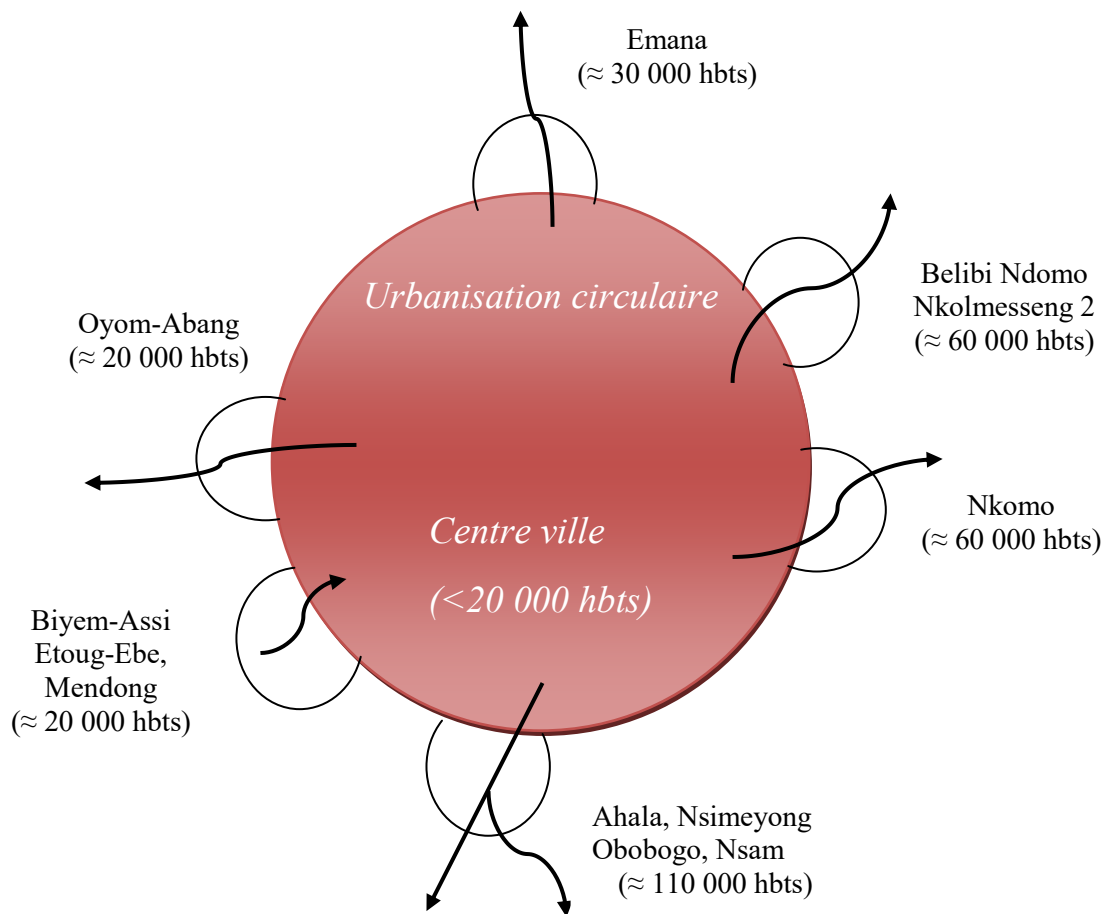 Emana
(≈ 30 000 hbts)
Urbanisation circulaire
Belibi Ndomo
Nkolmesseng 2
(≈ 60 000 hbts)
Oyom-Abang
(≈ 20 000 hbts)
Nkomo
(≈ 60 000 hbts)
Centre ville
(<20 000 hbts)
Biyem-Assi
Etoug-Ebe,
Mendong
(≈ 20 000 hbts)
Ahala, Nsimeyong
Obobogo, Nsam
(≈ 110 000 hbts)